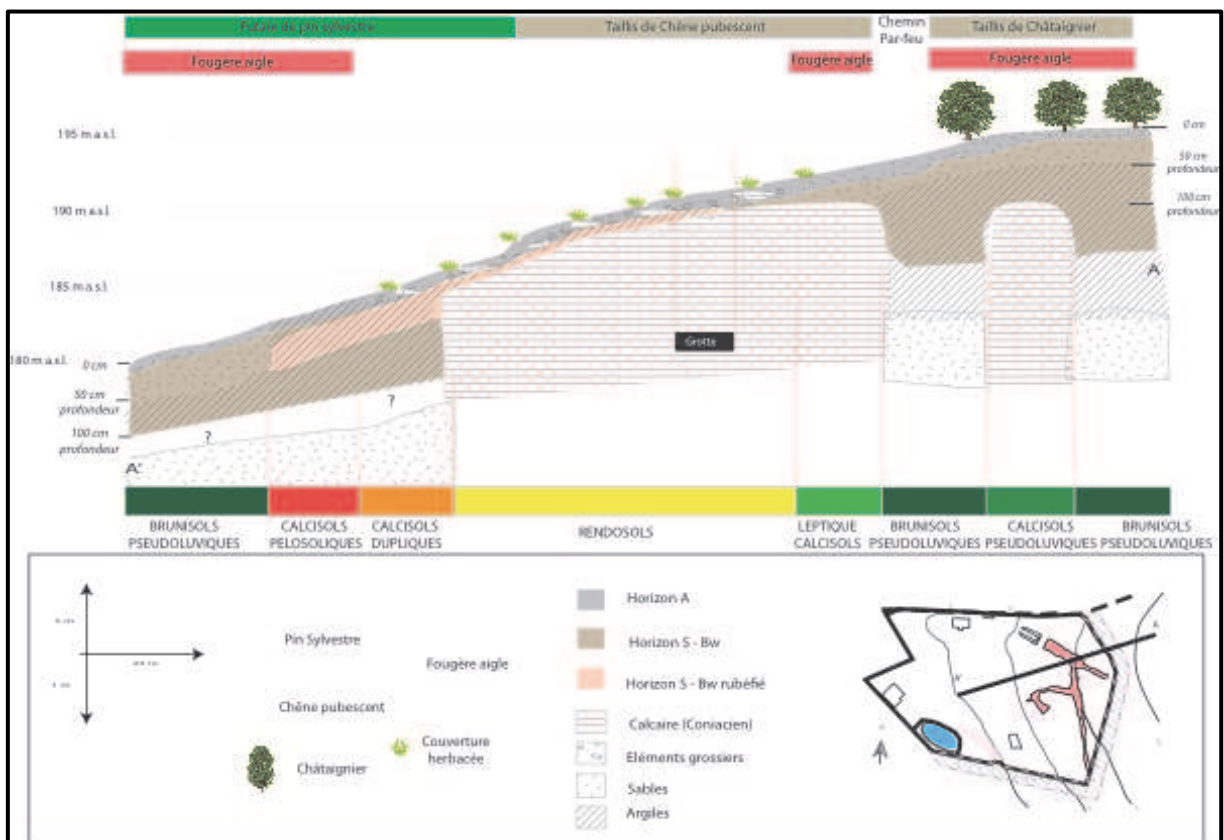 Futaie de pin sylvestre
Taillis de Chêne pubescent
Chemin
Par-feu
Taillis de Châtaignier
Fougère aigle
Fougère aigle
Fougère aigle
195 m a.s.l.
190 m a.s.l.
185 m a.s.l.
180 m a.s.l.
0 cm
50 cm
profondeur
100 cm
profondeur
0 cm
50 cm
profondeur
100 cm
profondeur
A
Grotte
?
?
A'
BRUNISOLS
PSEUDOLUVIQUES
CALCISOLS
PELOSOLIQUES
CALCISOLS
DUPLIQUES
RENDOSOLS
LEPTIQUE
CALCISOLS
BRUNISOLS
PSEUDOLUVIQUES
CALCISOLS
PSEUDOLUVIQUES
BRUNISOLS
PSEUDOLUVIQUES
Pin Sylvestre
Fougère aigle
Chêne pubescent
Châtaignier
Couverture
herbacée
Horizon A
Horizon S - Bw
Horizon S - Bw rubéfié
Calcaire (Coniacien)
Eléments grossiers
Sables
Argiles
A'
A